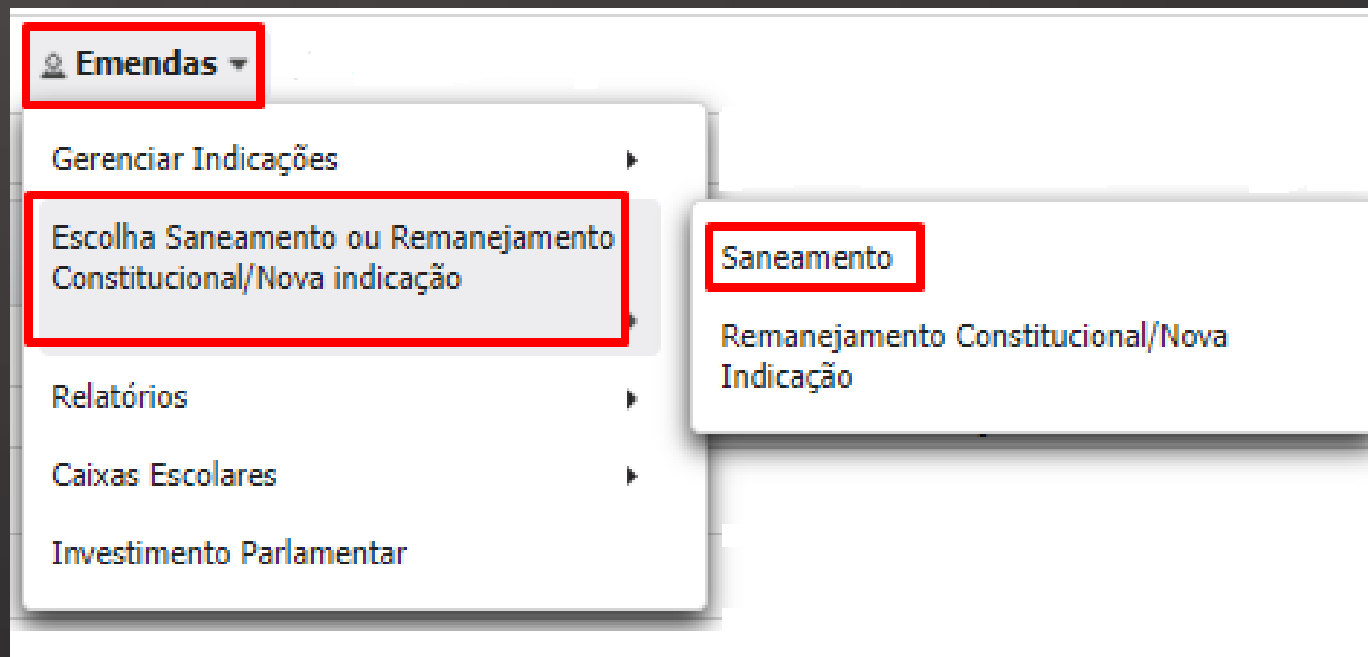 Emendas
Gerenciar Indicações
Escolha Saneamento ou Remanejamento
Constitucional/Nova indicação
Saneamento
Remanejamento Constitucional/Nova
Indicação
Relatórios
Caixas Escolares
Investimento Parlamentar